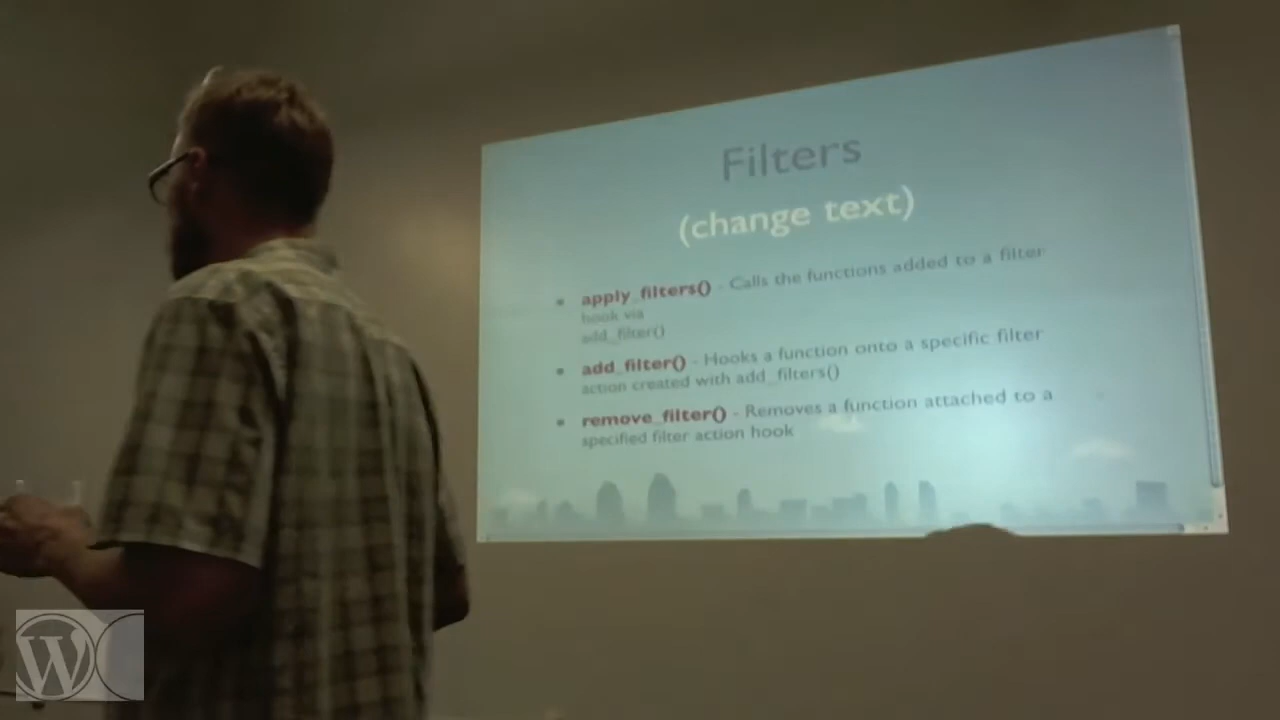 Filters
(change text)
apply_filters() - Calls the functions added to a filter
hook via
add_filter()
add_filter() - Hooks a function onto a specific filter
action created with add_filters()
remove_filter() - Removes a function attached to a
specified filter action hook
W